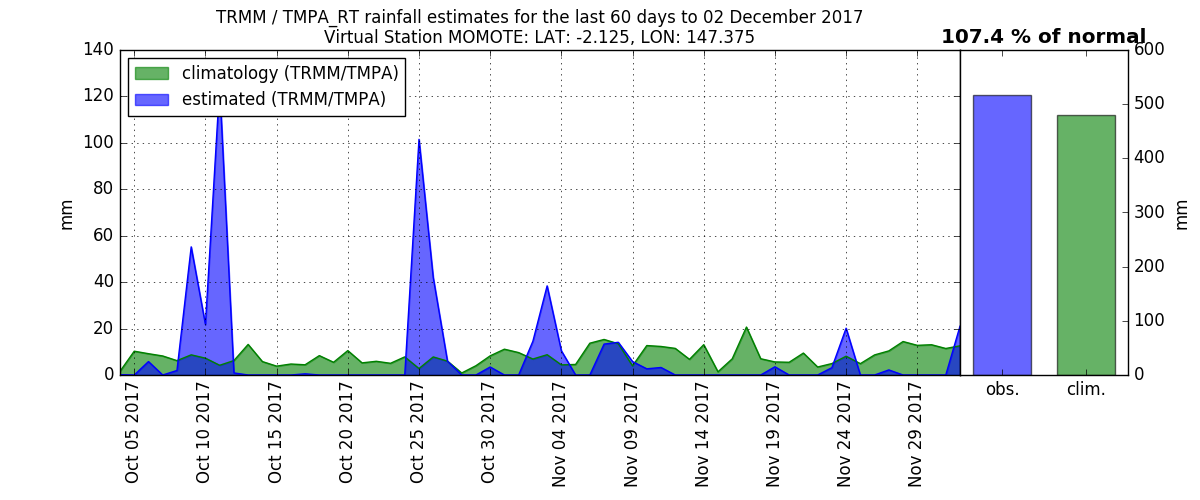 TRMM / TMPA_RT rainfall estimates for the last 60 days to 02 December 2017
Virtual Station MOMOTE: LAT: -2.125, LON: 147.375
107.4 % of normal
climatology (TRMM/TMPA)
estimated (TRMM/TMPA)
mm
140
120
100
80
60
40
20
0
Oct 05 2017
Oct 10 2017
Oct 15 2017
Oct 20 2017
Oct 25 2017
Oct 30 2017
Nov 04 2017
Nov 09 2017
Nov 14 2017
Nov 19 2017
Nov 24 2017
Nov 29 2017
obs.
clim.
600
500
400
300
200
100
0
mm